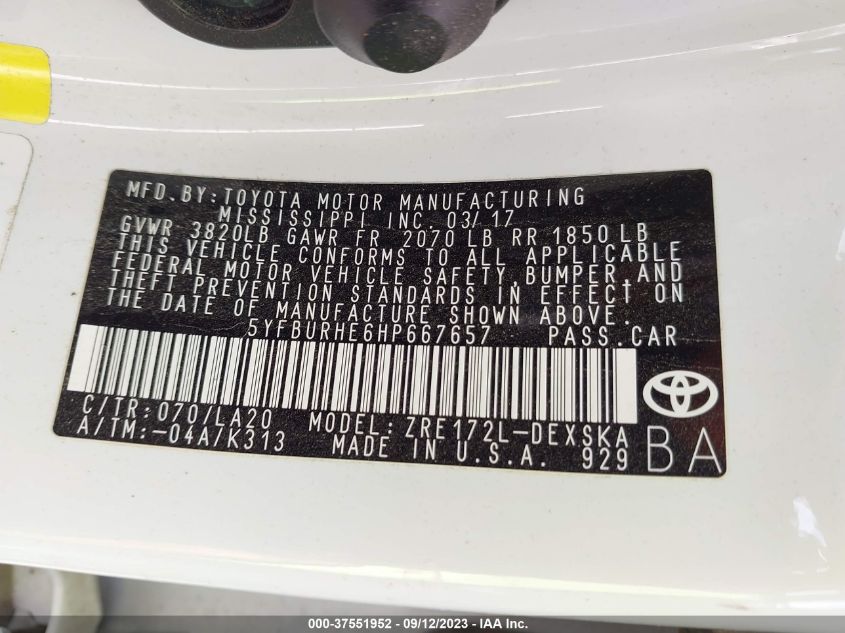 MFD.BY:TOYOTA MOTOR MANUFACTURING
MISSISSIPPI INC. 03/17
GVWR 3820LB GAWR FR 2070 LB RR 1850 LB
THIS VEHICLE CONFORMS TO ALL APPLICABLE
FEDERAL MOTOR VEHICLE SAFETY,BUMPER,AND
THEFT PREVENTION STANDARDS IN EFFECT ON
THE DATE OF MANUFACTURE SHOWN ABOVE.
5YFBURHE6HP667657 PASS.CAR
C/TR:070/LA20 MODEL:ZRE172L-DEXSKA
A/TM:-04A/K313 MADE IN U.S.A. 929 BA
000-37551952 - 09/12/2023 - IAA Inc.